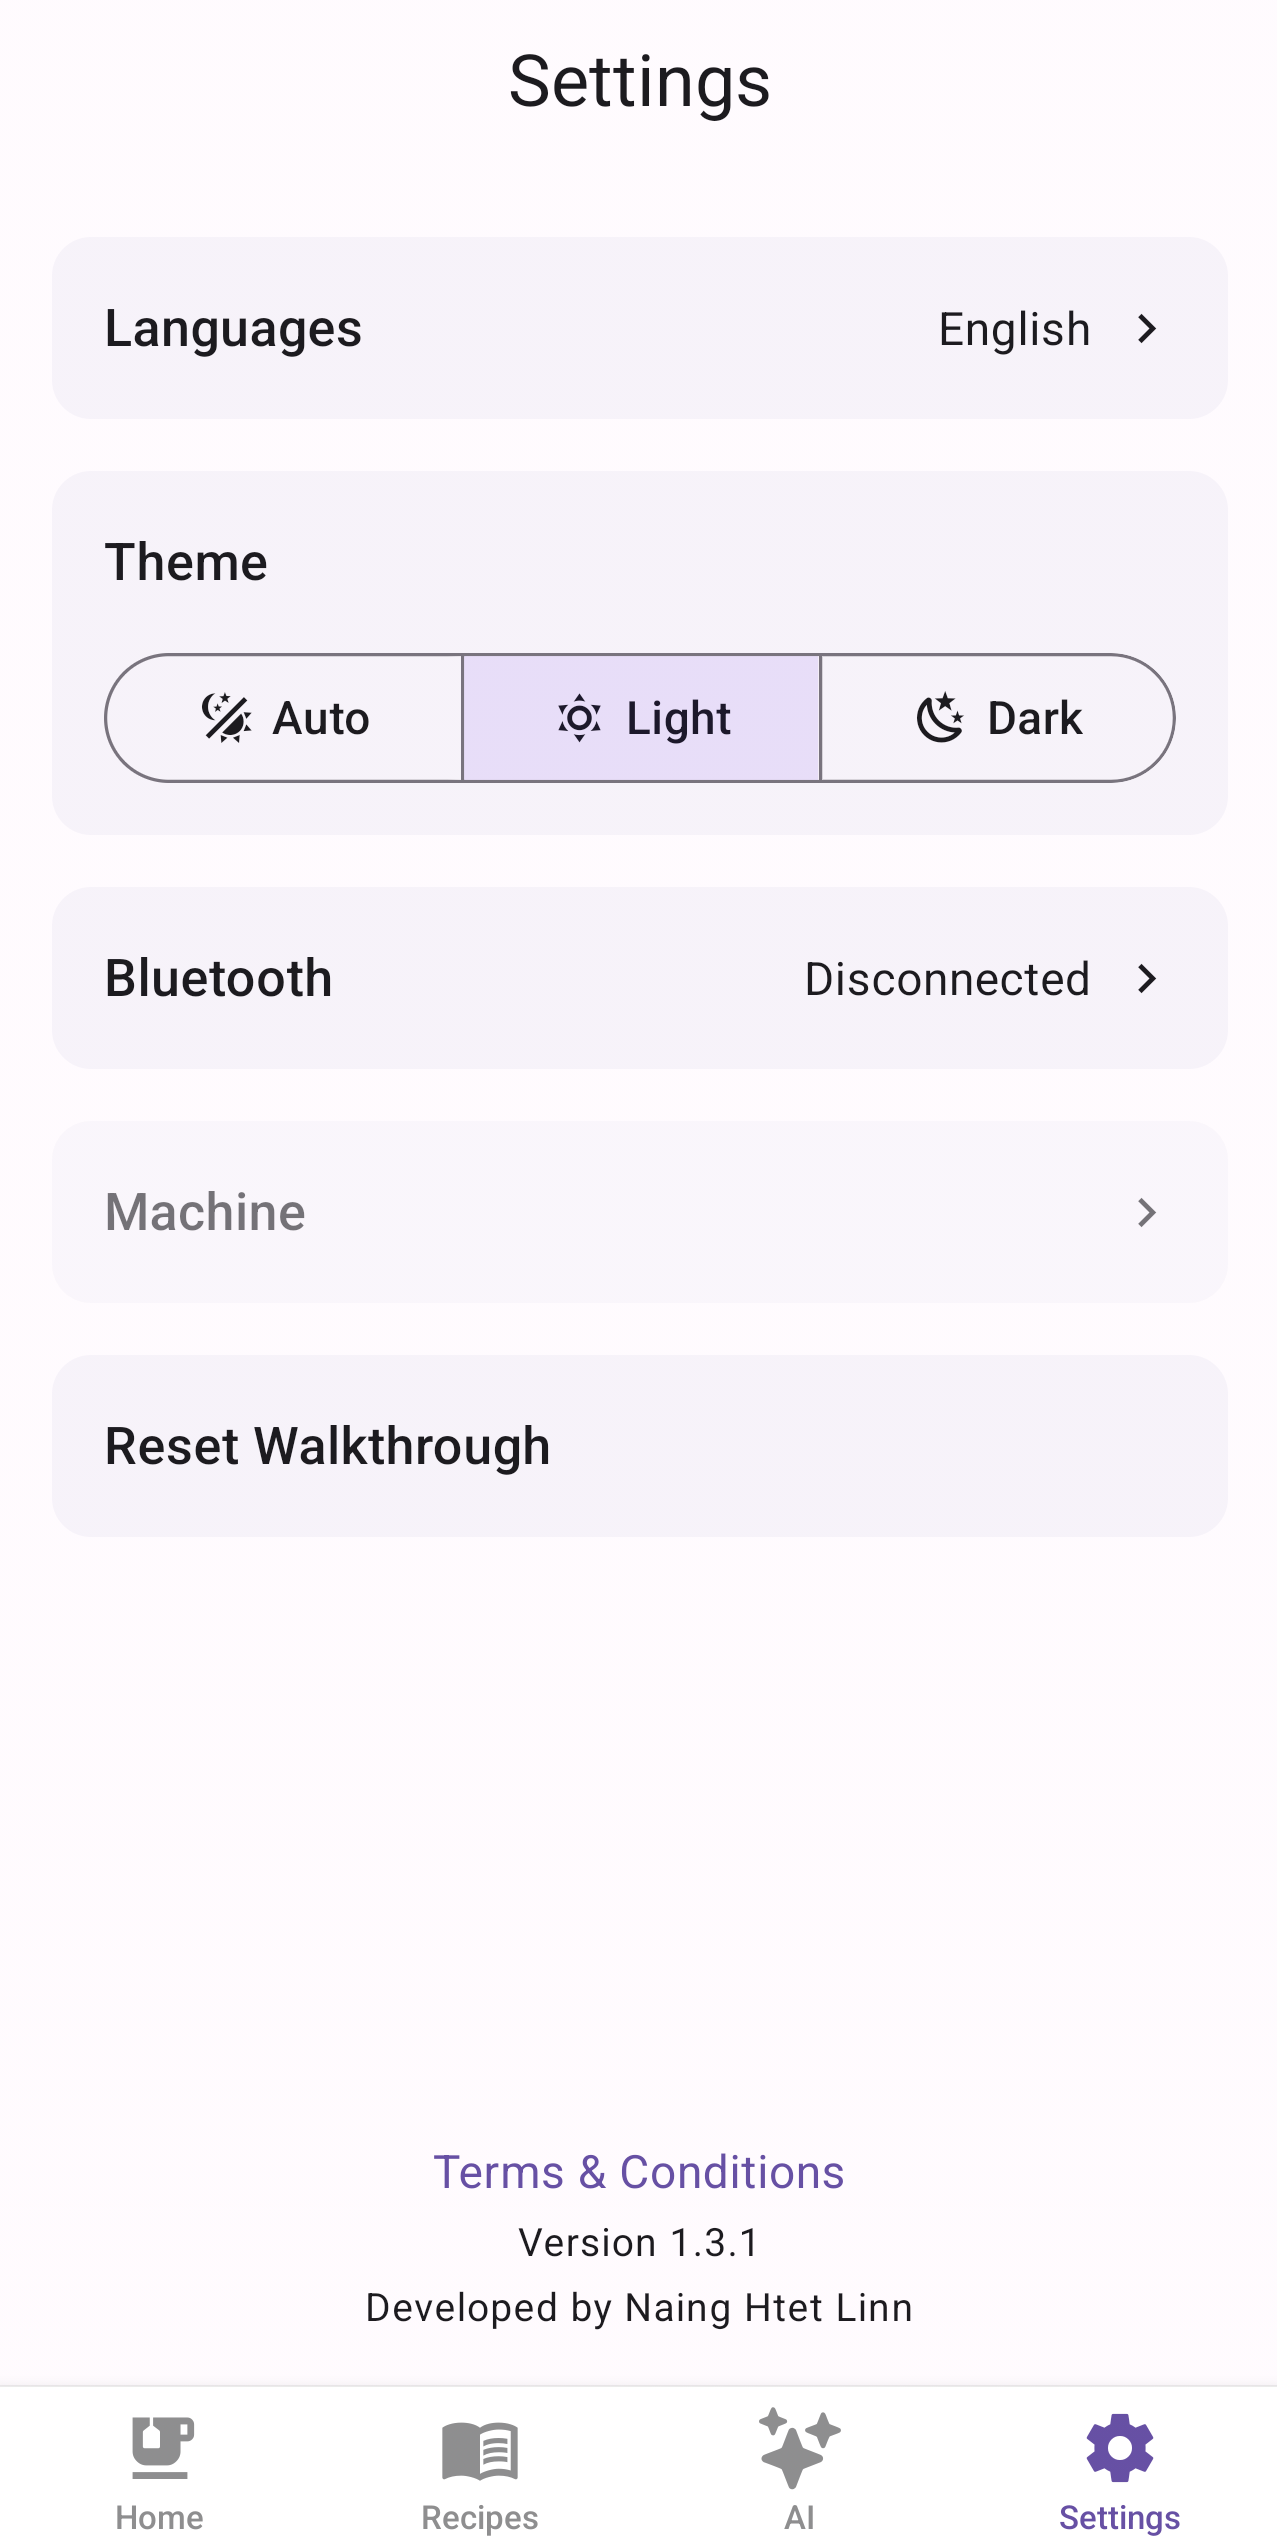 Settings
Languages English
Theme
Auto Light Dark
Bluetooth Disconnected
Machine
Reset Walkthrough
Terms & Conditions
Version 1.3.1
Developed by Naing Htet Linn
Home Recipes AI Settings